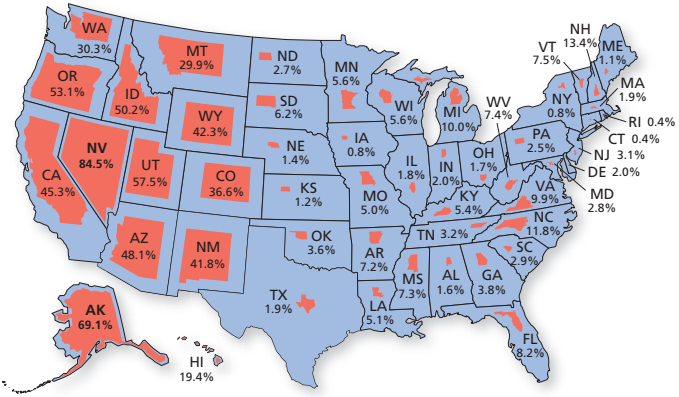 WA
30.3%
MT
29.9%
ND
2.7%
MN
5.6%
NH
13.4%
VT
7.5%
ME
1.1%
OR
53.1%
ID
50.2%
SD
6.2%
WI
5.6%
MI
10.0%
WV
7.4%
NY
0.8%
MA
1.9%
WY
42.3%
RI 0.4%
CT 0.4%
NJ 3.1%
DE 2.0%
MD
2.8%
PA
2.5%
NV
84.5%
UT
57.5%
CA
45.3%
CO
36.6%
NE
1.4%
IA
0.8%
IL
1.8%
IN
2.0%
OH
1.7%
KS
1.2%
MO
5.0%
KY
5.4%
VA
9.9%
NC
11.8%
AZ
48.1%
NM
41.8%
OK
3.6%
AR
7.2%
TN 3.2%
SC
2.9%
MS
7.3%
AL
1.6%
GA
3.8%
TX
1.9%
LA
5.1%
FL
8.2%
AK
69.1%
HI
19.4%